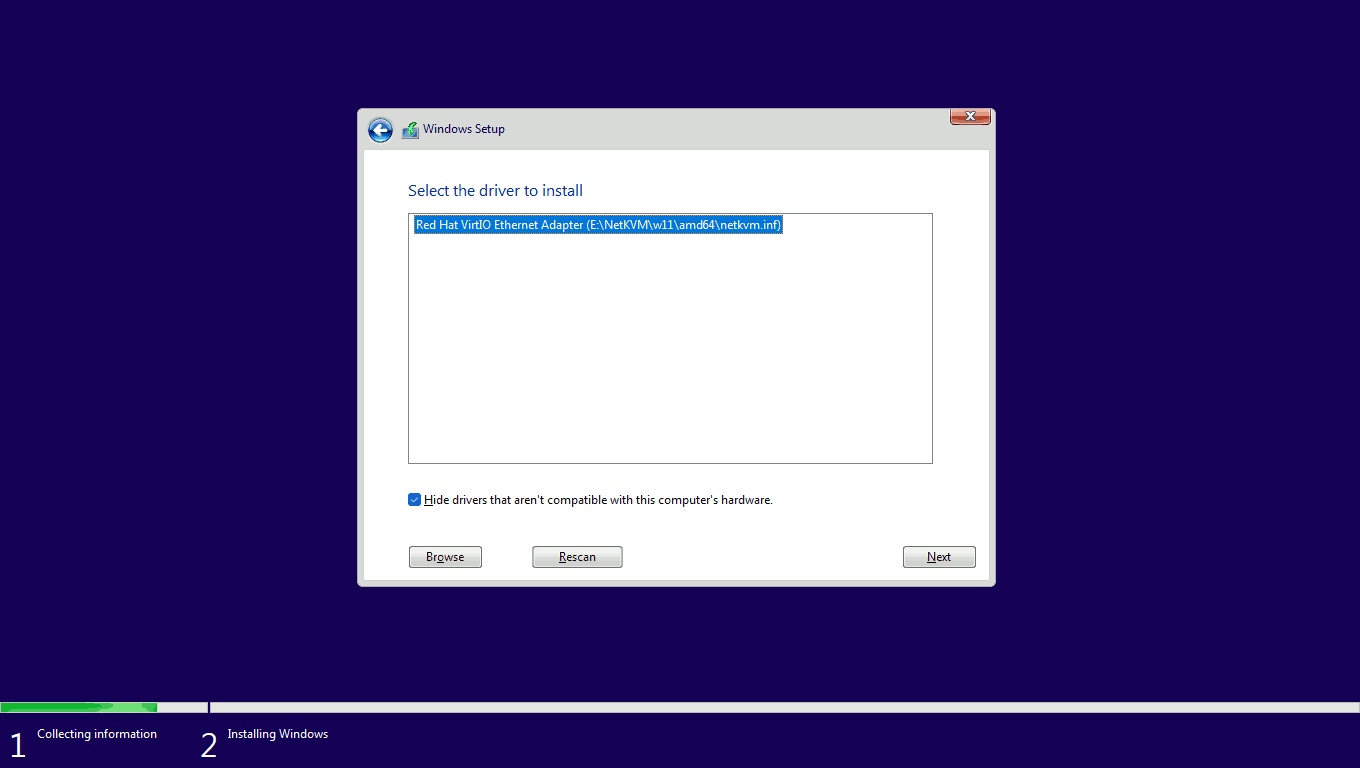 Windows Setup
Select the driver to install
Red Hat VirtIO Ethernet Adapter (E:\NetKVM\w11\amd64\netkvm.inf)
Hide drivers that aren't compatible with this computer's hardware.
Browse
Rescan
Next
1 Collecting information
2 Installing Windows